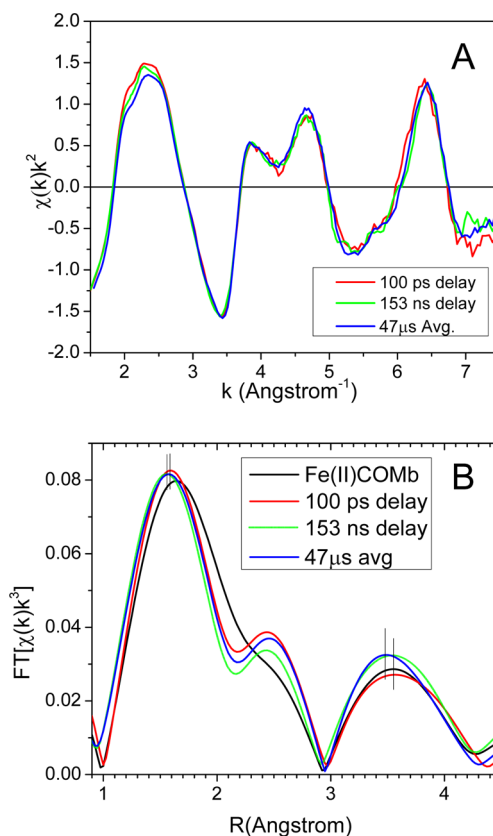 A
2.0
1.5
1.0
0.5
0.0
-0.5
-1.0
-1.5
-2.0
χ(k)k²
100 ps delay
153 ns delay
47μs Avg.
2 3 4 5 6 7
k (Angstrom⁻¹)
B
0.08
0.06
0.04
0.02
0.00
FT[χ(k)k³]
Fe(II)COMb
100 ps delay
153 ns delay
47μs avg
1 2 3 4
R(Angstrom)